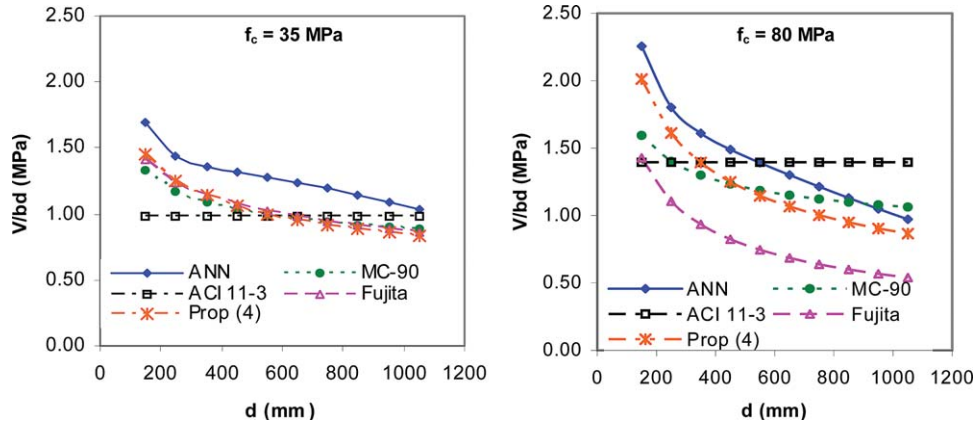 f_c = 35 MPa
2.50
2.00
1.50
1.00
0.50
0.00
V/bd (MPa)
ANN
MC-90
ACI 11-3
Fujita
Prop (4)
0 200 400 600 800 1000 1200
d (mm)
f_c = 80 MPa
2.50
2.00
1.50
1.00
0.50
0.00
V/bd (MPa)
ANN
MC-90
ACI 11-3
Fujita
Prop (4)
0 200 400 600 800 1000 1200
d (mm)